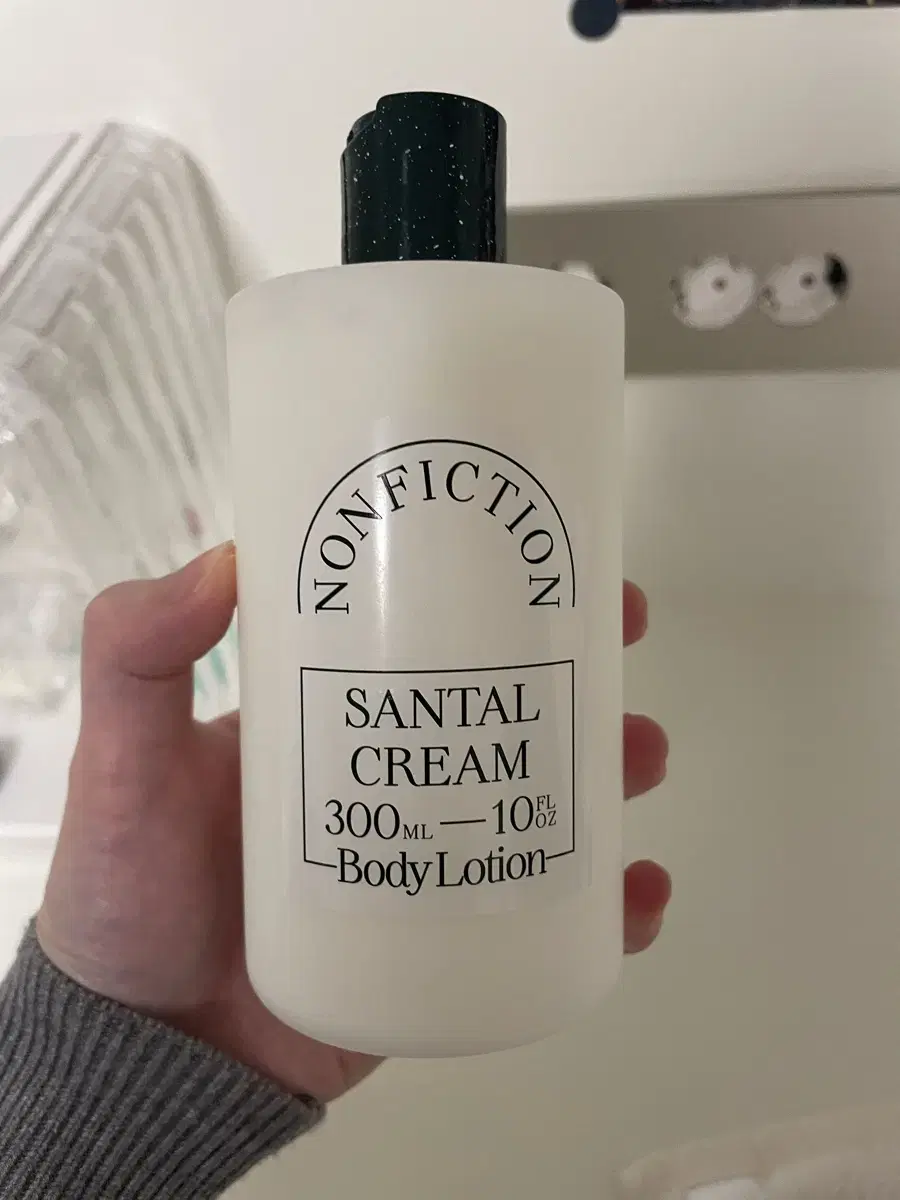 NONFICTION
SANTAL
CREAM
300ML — 10FL OZ
Body Lotion